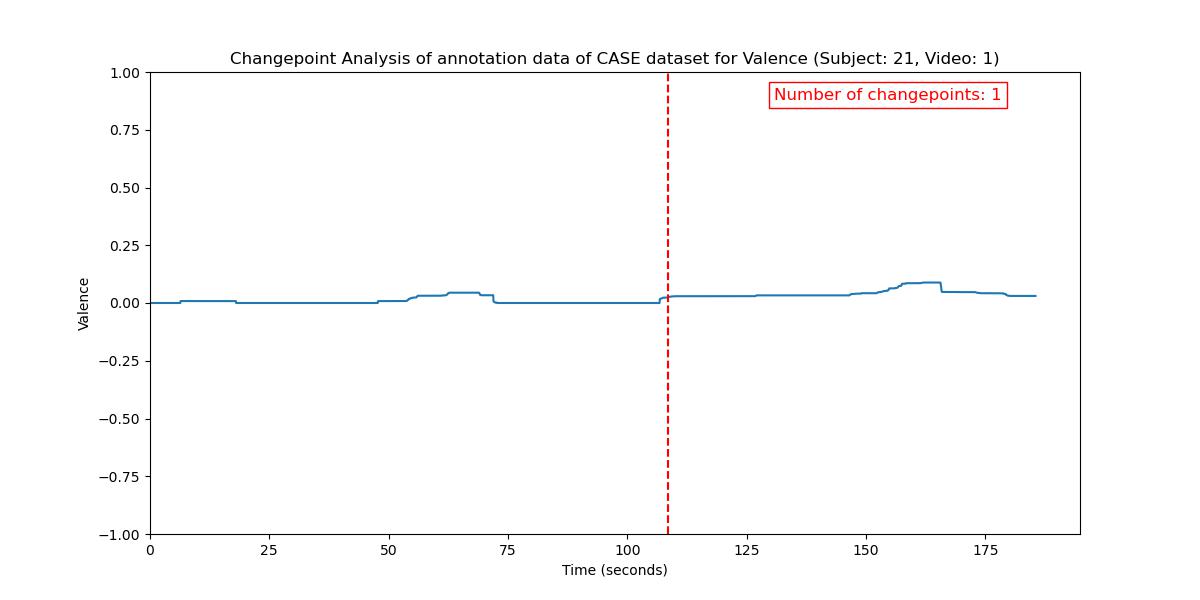 Changepoint Analysis of annotation data of CASE dataset for Valence (Subject: 21, Video: 1)
Number of changepoints: 1
1.00
0.75
0.50
0.25
0.00
−0.25
−0.50
−0.75
−1.00
Valence
0 25 50 75 100 125 150 175
Time (seconds)